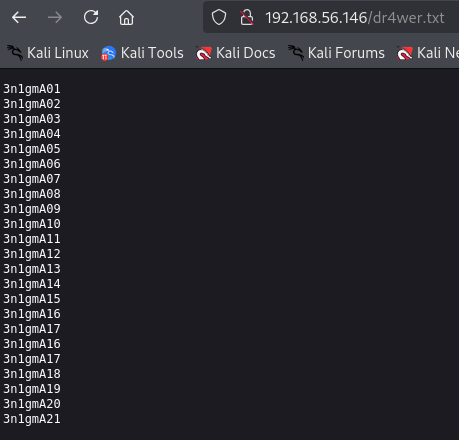 192.168.56.146/dr4wer.txt
Kali Linux Kali Tools Kali Docs Kali Forums Kali Ne
3n1gmA01
3n1gmA02
3n1gmA03
3n1gmA04
3n1gmA05
3n1gmA06
3n1gmA07
3n1gmA08
3n1gmA09
3n1gmA10
3n1gmA11
3n1gmA12
3n1gmA13
3n1gmA14
3n1gmA15
3n1gmA16
3n1gmA17
3n1gmA16
3n1gmA17
3n1gmA18
3n1gmA19
3n1gmA20
3n1gmA21